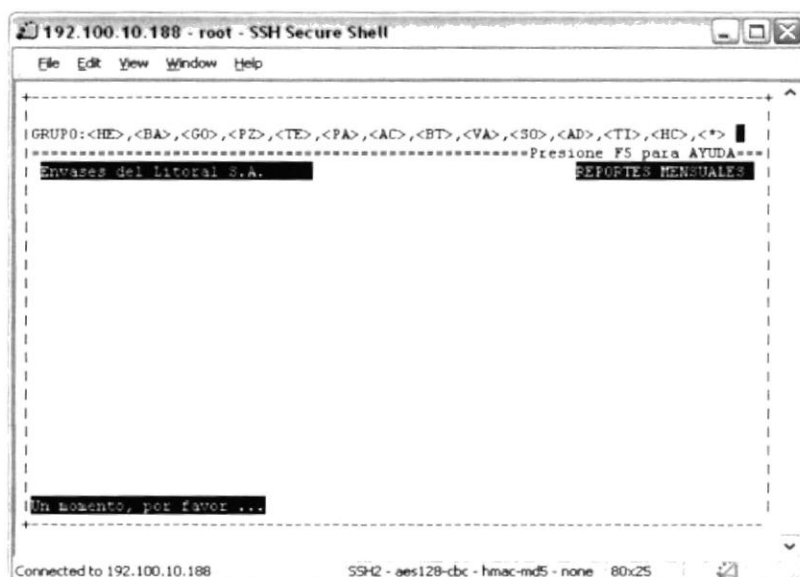 192.100.10.188 - root - SSH Secure Shell
File Edit View Window Help
GRUPO:<HE>,<BA>,<GO>,<PZ>,<TE>,<PA>,<AC>,<BT>,<VA>,<SO>,<AD>,<TI>,<HC>,<*>
Presione F5 para AYUDA
Envases del Litoral S.A. REPORTES MENSUALES
Un momento, por favor ...
Connected to 192.100.10.188 SSH2 - aes128-cbc - hmac-md5 - none 80x25